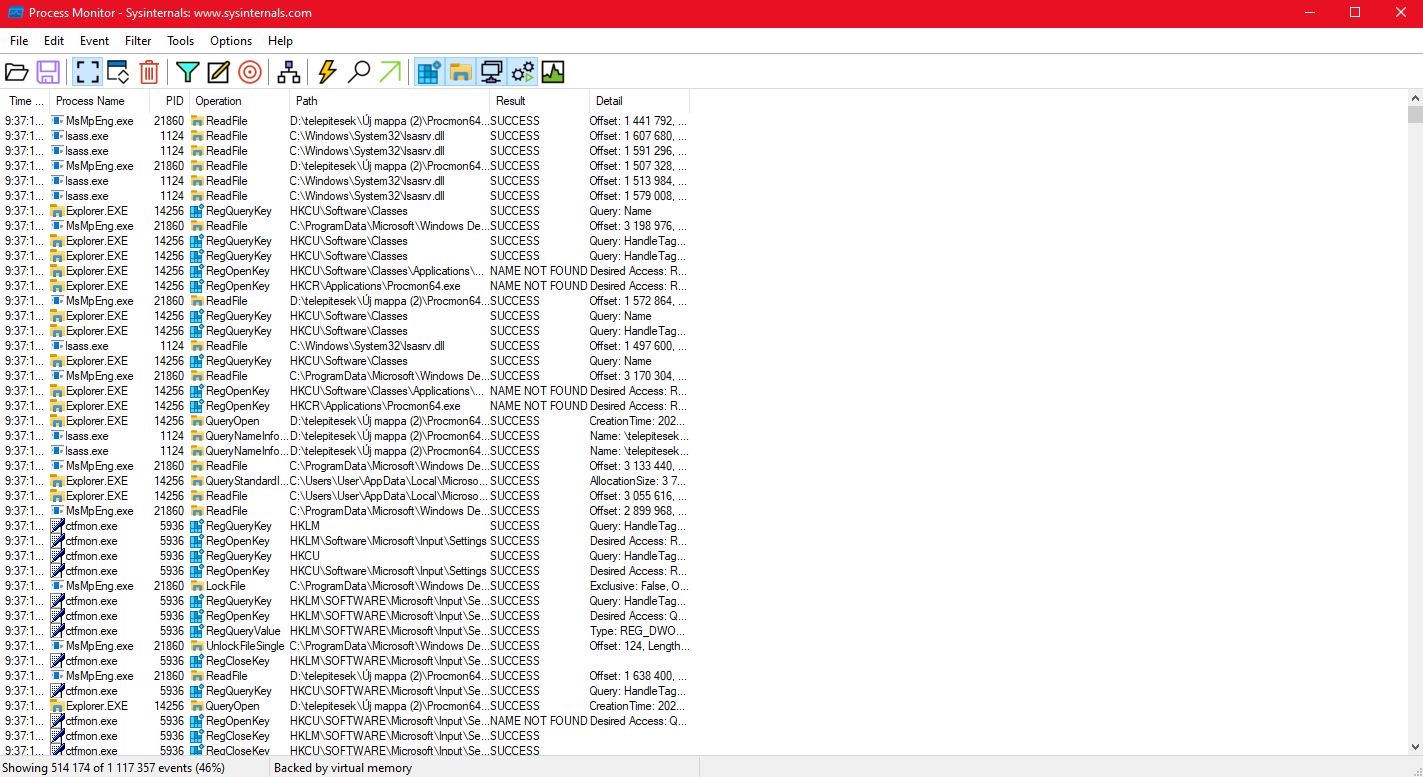 Process Monitor - Sysinternals: www.sysinternals.com
File Edit Event Filter Tools Options Help
Time ... Process Name PID Operation Path Result Detail
9:37:1... MsMpEng.exe 21860 ReadFile D:\telepitesek\Új mappa (2)\Procmon64... SUCCESS Offset: 1 441 792, ...
9:37:1... lsass.exe 1124 ReadFile C:\Windows\System32\lsasrv.dll SUCCESS Offset: 1 607 680, ...
9:37:1... lsass.exe 1124 ReadFile C:\Windows\System32\lsasrv.dll SUCCESS Offset: 1 591 296, ...
9:37:1... MsMpEng.exe 21860 ReadFile D:\telepitesek\Új mappa (2)\Procmon64... SUCCESS Offset: 1 507 328, ...
9:37:1... lsass.exe 1124 ReadFile C:\Windows\System32\lsasrv.dll SUCCESS Offset: 1 513 984, ...
9:37:1... lsass.exe 1124 ReadFile C:\Windows\System32\lsasrv.dll SUCCESS Offset: 1 579 008, ...
9:37:1... Explorer.EXE 14256 RegQueryKey HKCU\Software\Classes SUCCESS Query: Name
9:37:1... MsMpEng.exe 21860 ReadFile C:\ProgramData\Microsoft\Windows De... SUCCESS Offset: 3 198 976, ...
9:37:1... Explorer.EXE 14256 RegQueryKey HKCU\Software\Classes SUCCESS Query: HandleTag...
9:37:1... Explorer.EXE 14256 RegQueryKey HKCU\Software\Classes SUCCESS Query: HandleTag...
9:37:1... Explorer.EXE 14256 RegOpenKey HKCU\Software\Classes\Applications\... NAME NOT FOUND Desired Access: R...
9:37:1... Explorer.EXE 14256 RegOpenKey HKCR\Applications\Procmon64.exe NAME NOT FOUND Desired Access: R...
9:37:1... MsMpEng.exe 21860 ReadFile D:\telepitesek\Új mappa (2)\Procmon64... SUCCESS Offset: 1 572 864, ...
9:37:1... Explorer.EXE 14256 RegQueryKey HKCU\Software\Classes SUCCESS Query: Name
9:37:1... Explorer.EXE 14256 RegQueryKey HKCU\Software\Classes SUCCESS Query: HandleTag...
9:37:1... lsass.exe 1124 ReadFile C:\Windows\System32\lsasrv.dll SUCCESS Offset: 1 497 600, ...
9:37:1... Explorer.EXE 14256 RegQueryKey HKCU\Software\Classes SUCCESS Query: Name
9:37:1... MsMpEng.exe 21860 ReadFile C:\ProgramData\Microsoft\Windows De... SUCCESS Offset: 3 170 304, ...
9:37:1... Explorer.EXE 14256 RegOpenKey HKCU\Software\Classes\Applications\... NAME NOT FOUND Desired Access: R...
9:37:1... Explorer.EXE 14256 RegOpenKey HKCR\Applications\Procmon64.exe NAME NOT FOUND Desired Access: R...
9:37:1... Explorer.EXE 14256 QueryOpen D:\telepitesek\Új mappa (2)\Procmon64... SUCCESS CreationTime: 202...
9:37:1... lsass.exe 1124 QueryNameInfo... D:\telepitesek\Új mappa (2)\Procmon64... SUCCESS Name: \telepitesek...
9:37:1... lsass.exe 1124 QueryNameInfo... D:\telepitesek\Új mappa (2)\Procmon64... SUCCESS Name: \telepitesek...
9:37:1... MsMpEng.exe 21860 ReadFile C:\ProgramData\Microsoft\Windows De... SUCCESS Offset: 3 133 440, ...
9:37:1... Explorer.EXE 14256 QueryStandardI... C:\Users\User\AppData\Local\Microso... SUCCESS AllocationSize: 3 7...
9:37:1... Explorer.EXE 14256 ReadFile C:\Users\User\AppData\Local\Microso... SUCCESS Offset: 3 055 616, ...
9:37:1... MsMpEng.exe 21860 ReadFile C:\ProgramData\Microsoft\Windows De... SUCCESS Offset: 2 899 968, ...
9:37:1... ctfmon.exe 5936 RegQueryKey HKLM SUCCESS Query: HandleTag...
9:37:1... ctfmon.exe 5936 RegOpenKey HKLM\Software\Microsoft\Input\Settings SUCCESS Desired Access: R...
9:37:1... ctfmon.exe 5936 RegQueryKey HKCU SUCCESS Query: HandleTag...
9:37:1... ctfmon.exe 5936 RegOpenKey HKCU\Software\Microsoft\Input\Settings SUCCESS Desired Access: R...
9:37:1... MsMpEng.exe 21860 LockFile C:\ProgramData\Microsoft\Windows De... SUCCESS Exclusive: False, O...
9:37:1... ctfmon.exe 5936 RegQueryKey HKLM\SOFTWARE\Microsoft\Input\Se... SUCCESS Query: HandleTag...
9:37:1... ctfmon.exe 5936 RegOpenKey HKLM\SOFTWARE\Microsoft\Input\Se... SUCCESS Desired Access: Q...
9:37:1... ctfmon.exe 5936 RegQueryValue HKLM\SOFTWARE\Microsoft\Input\Se... SUCCESS Type: REG_DWO...
9:37:1... MsMpEng.exe 21860 UnlockFileSingle C:\ProgramData\Microsoft\Windows De... SUCCESS Offset: 124, Length...
9:37:1... ctfmon.exe 5936 RegCloseKey HKLM\SOFTWARE\Microsoft\Input\Se... SUCCESS
9:37:1... MsMpEng.exe 21860 ReadFile D:\telepitesek\Új mappa (2)\Procmon64... SUCCESS Offset: 1 638 400, ...
9:37:1... ctfmon.exe 5936 RegQueryKey HKCU\SOFTWARE\Microsoft\Input\Se... SUCCESS Query: HandleTag...
9:37:1... Explorer.EXE 14256 QueryOpen D:\telepitesek\Új mappa (2)\Procmon64... SUCCESS CreationTime: 202...
9:37:1... ctfmon.exe 5936 RegOpenKey HKCU\SOFTWARE\Microsoft\Input\Se... NAME NOT FOUND Desired Access: Q...
9:37:1... ctfmon.exe 5936 RegCloseKey HKCU\SOFTWARE\Microsoft\Input\Se... SUCCESS
9:37:1... ctfmon.exe 5936 RegCloseKey HKCU\SOFTWARE\Microsoft\Input\Se... SUCCESS
Showing 514 174 of 1 117 357 events (46%) Backed by virtual memory